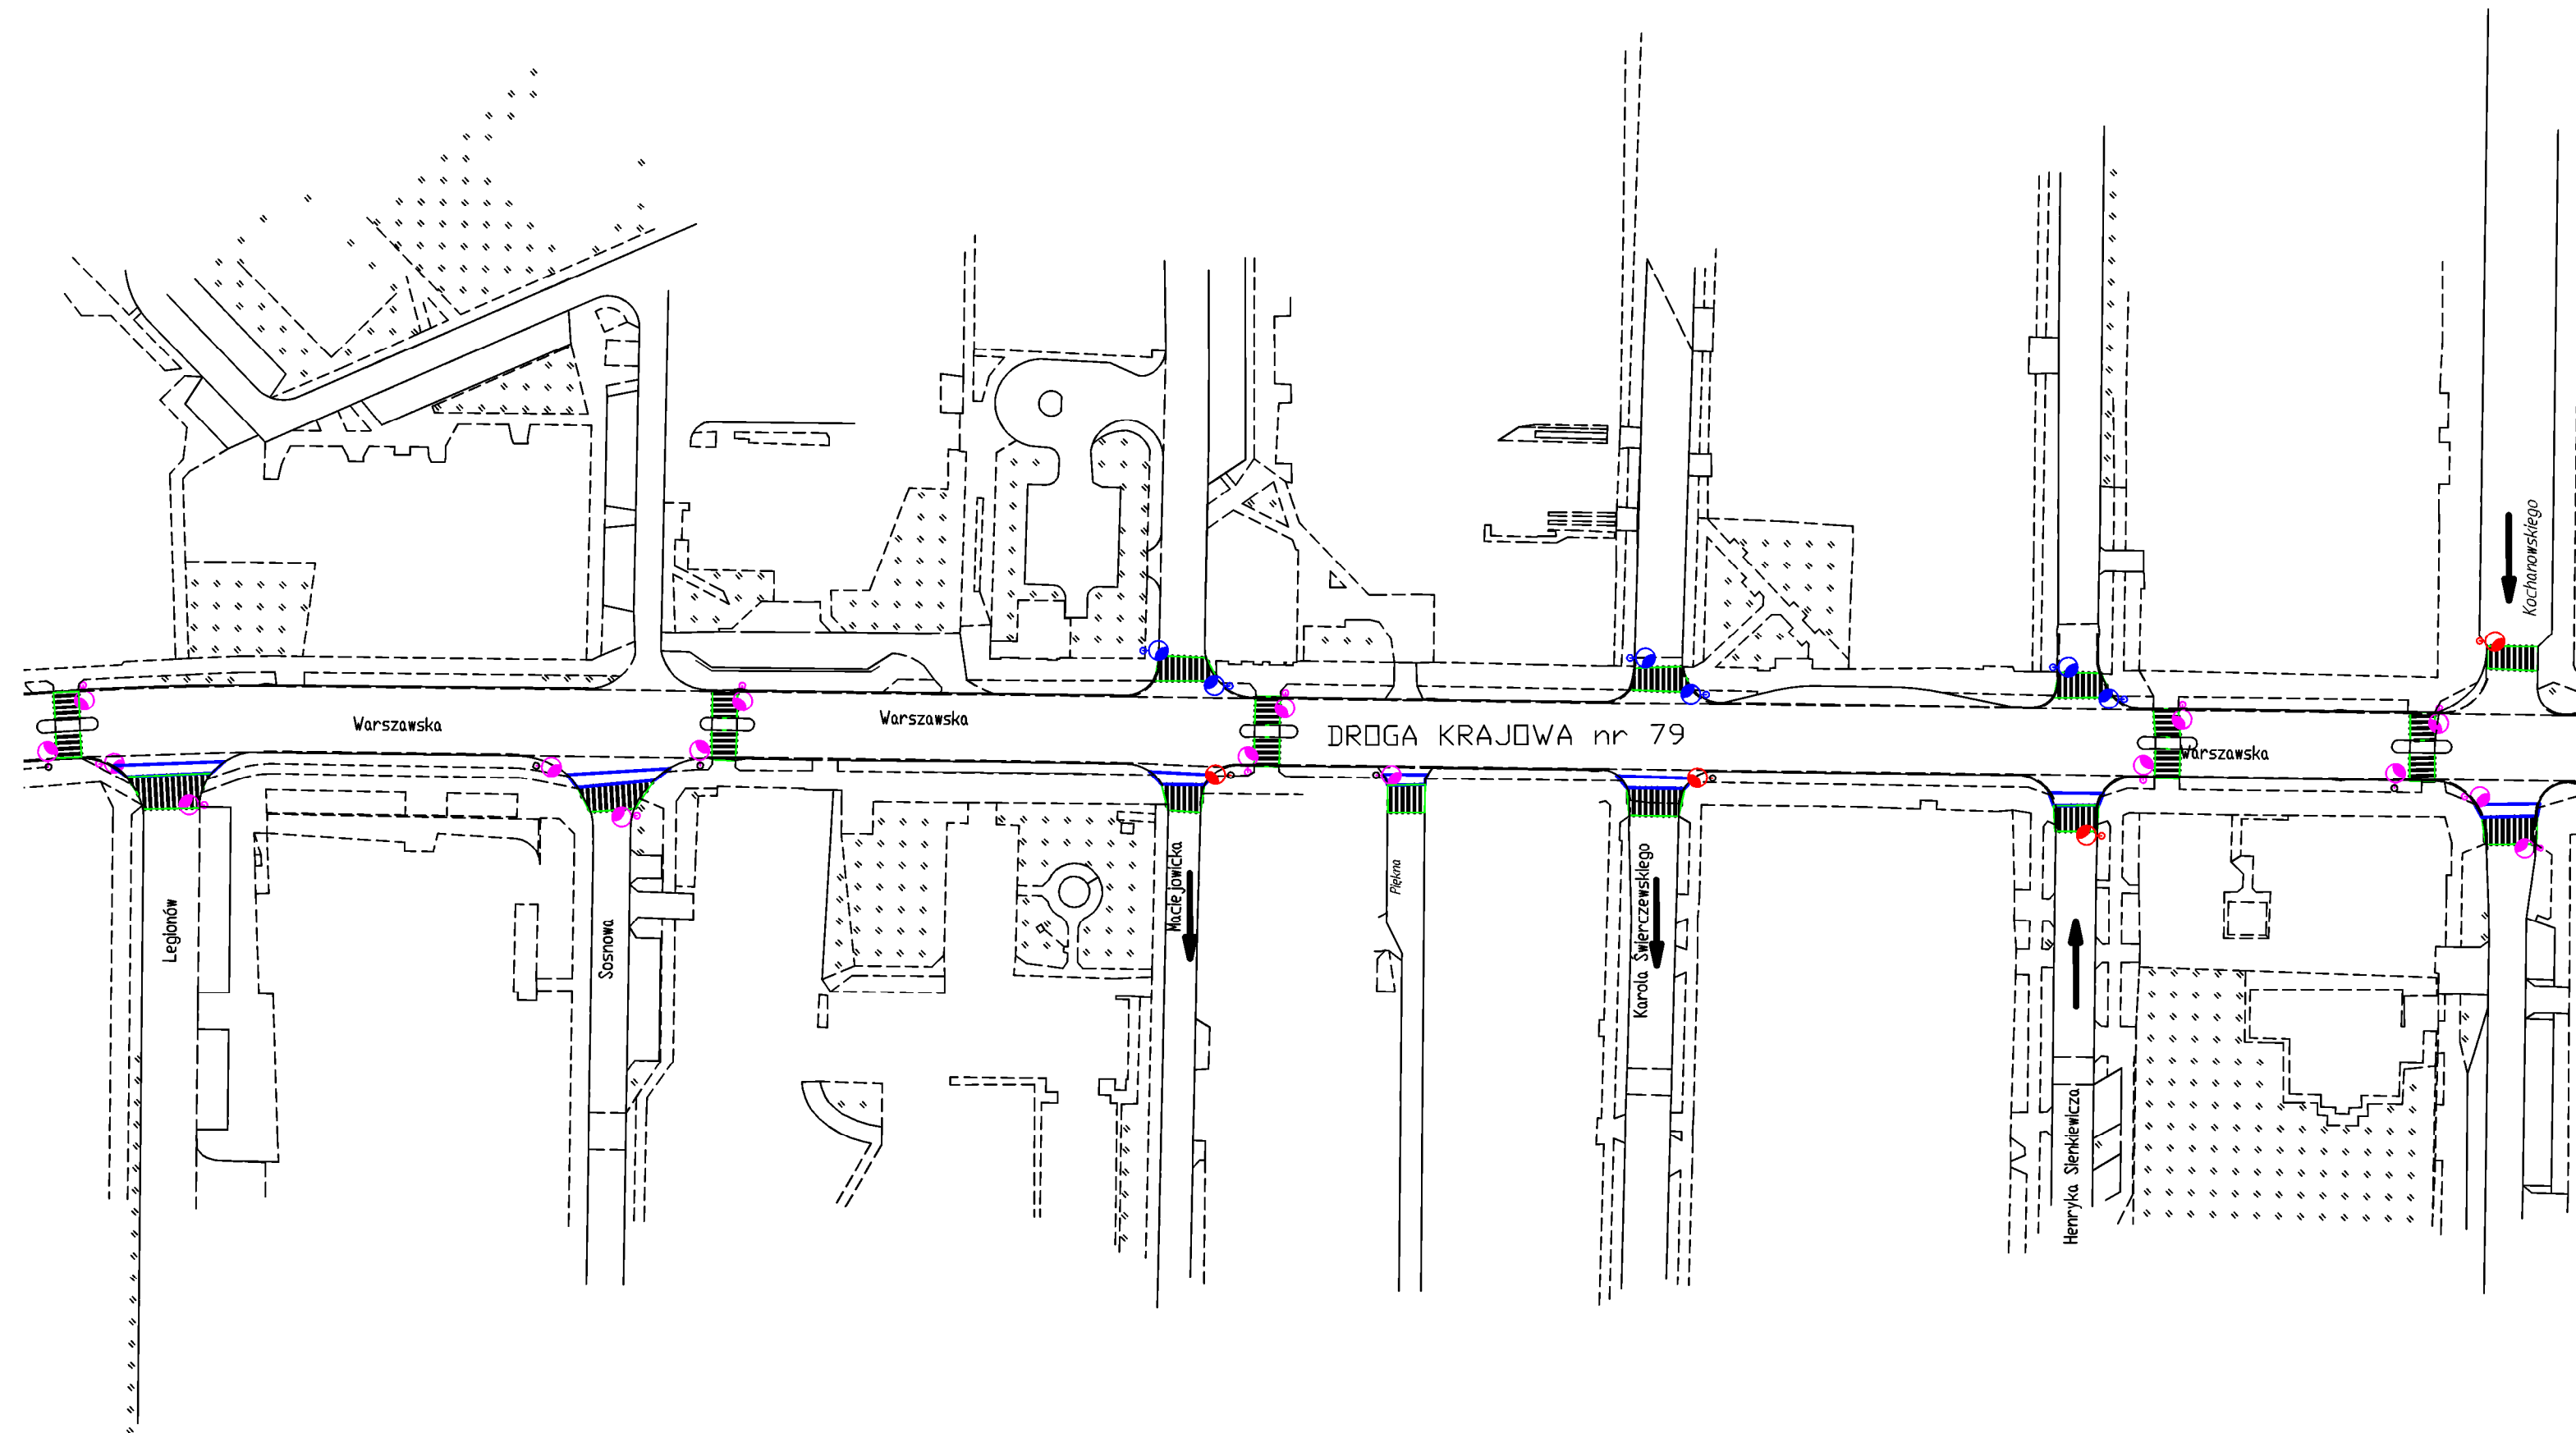 Kochanowskiego
Warszawska
Warszawska
DROGA KRAJOWA nr 79
Warszawska
Legionów
Sosnowa
Maciejowicka
Piękna
Karola Świerczewskiego
Henryka Sienkiewicza